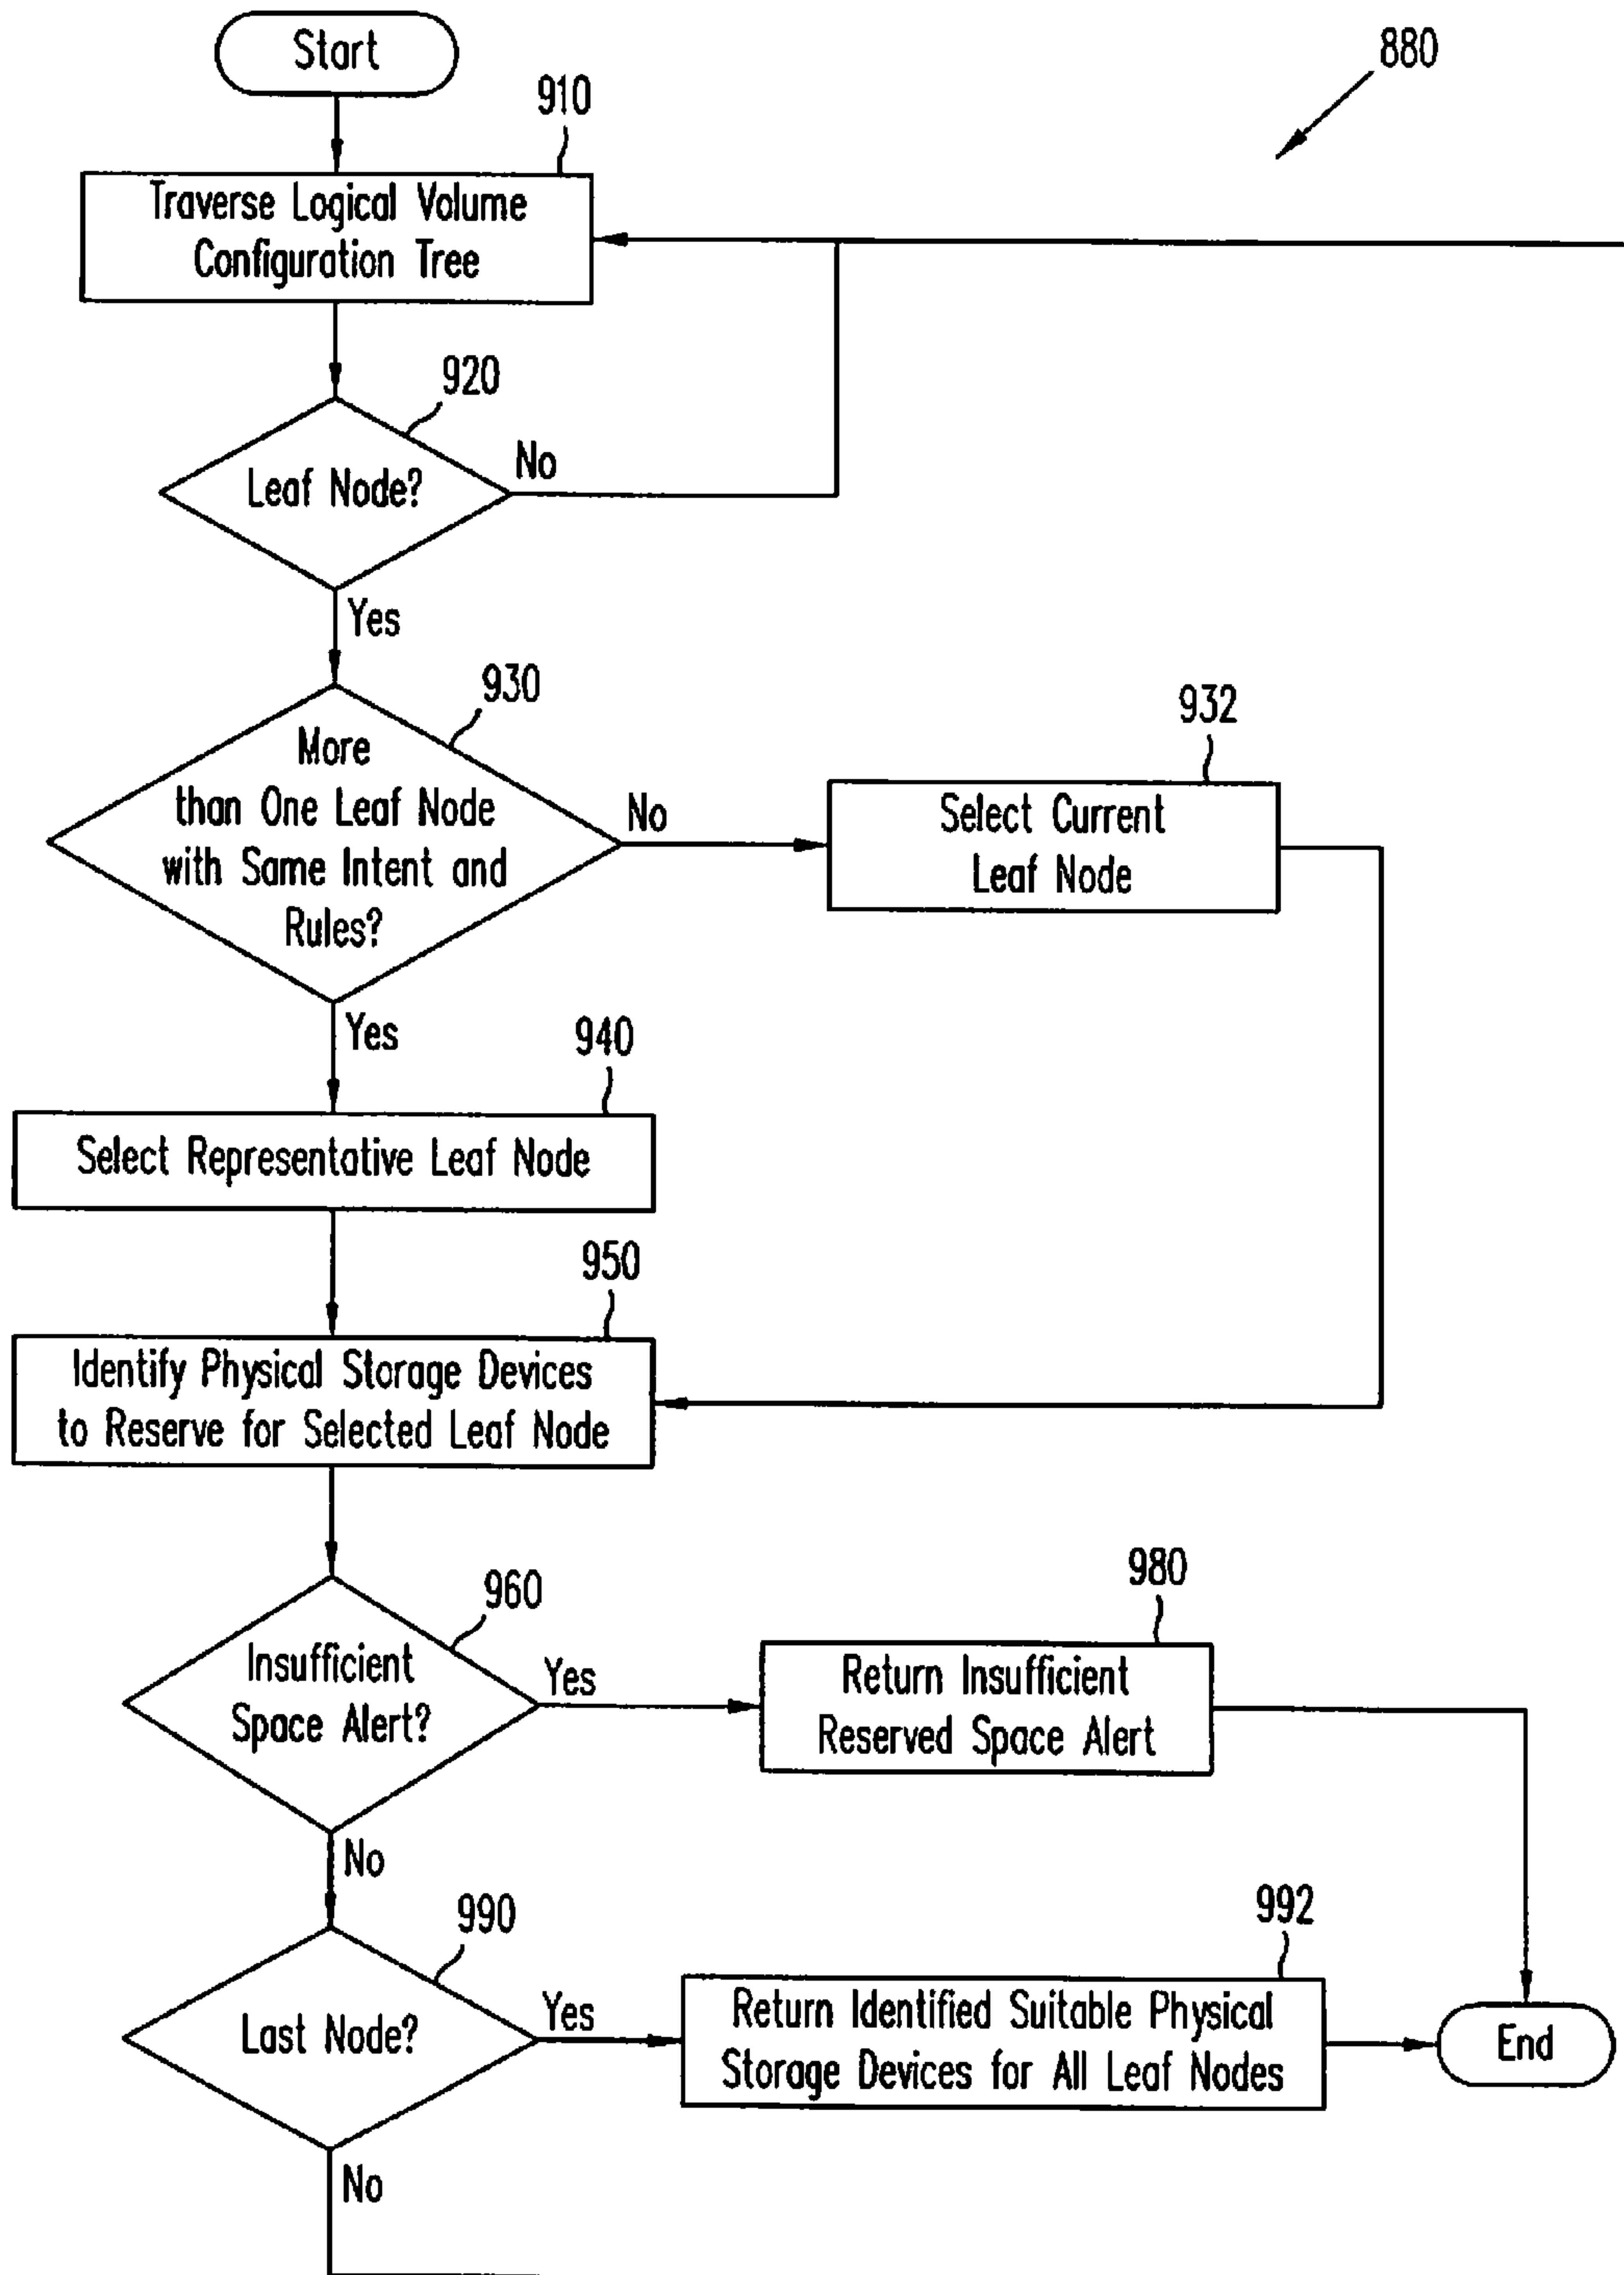 Start
880
910
Traverse Logical Volume
Configuration Tree
920
Leaf Node?
No
Yes
930
More
than One Leaf Node
with Same Intent and
Rules?
No
932
Select Current
Leaf Node
Yes
940
Select Representative Leaf Node
950
Identify Physical Storage Devices
to Reserve for Selected Leaf Node
960
Insufficient
Space Alert?
Yes
980
Return Insufficient
Reserved Space Alert
No
990
Last Node?
Yes
992
Return Identified Suitable Physical
Storage Devices for All Leaf Nodes
End
No